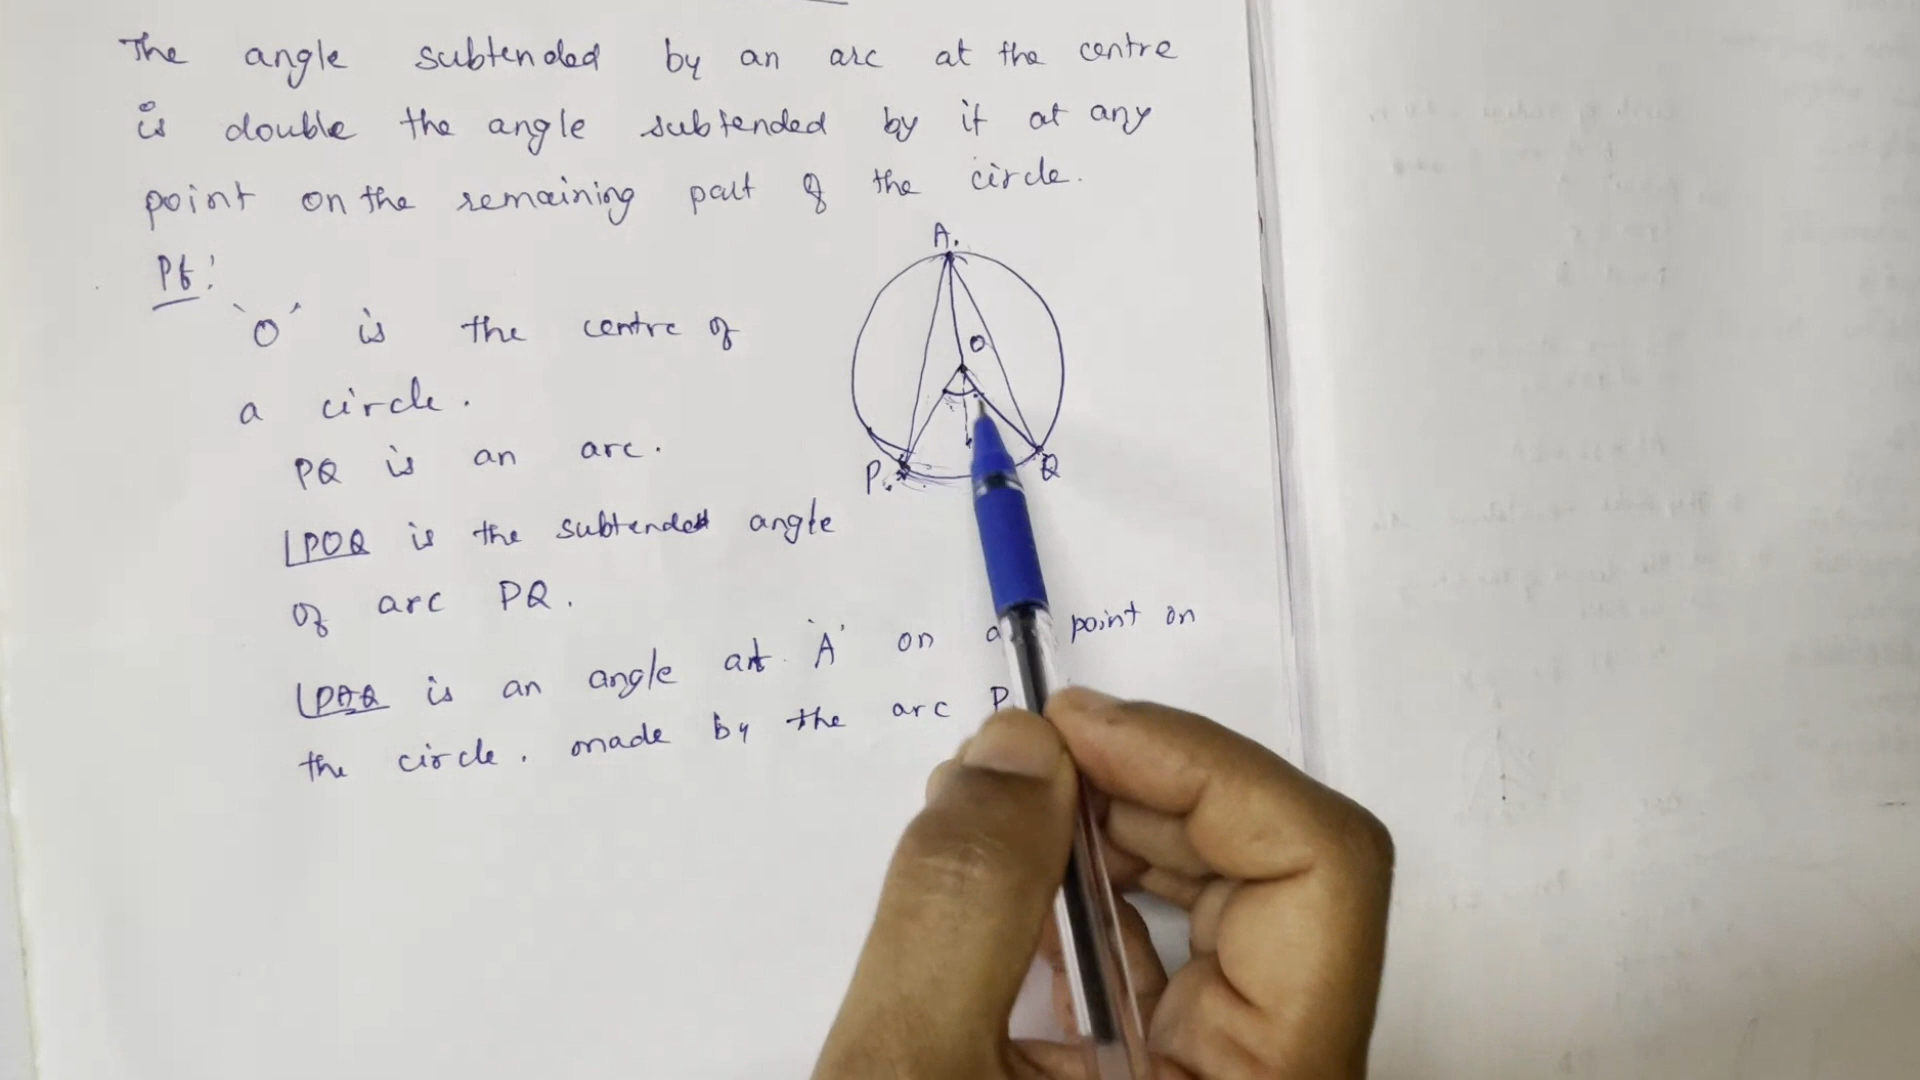 The angle subtended by an arc at the centre
is double the angle subtended by it at any
point on the remaining part of the circle.
Pf:
'O' is the centre of
a circle.
PQ is an arc.
∠POQ is the subtended angle
of arc PQ.
∠PAQ is an angle at 'A' on a point on
the circle. made by the arc P
A.
O
P.
Q